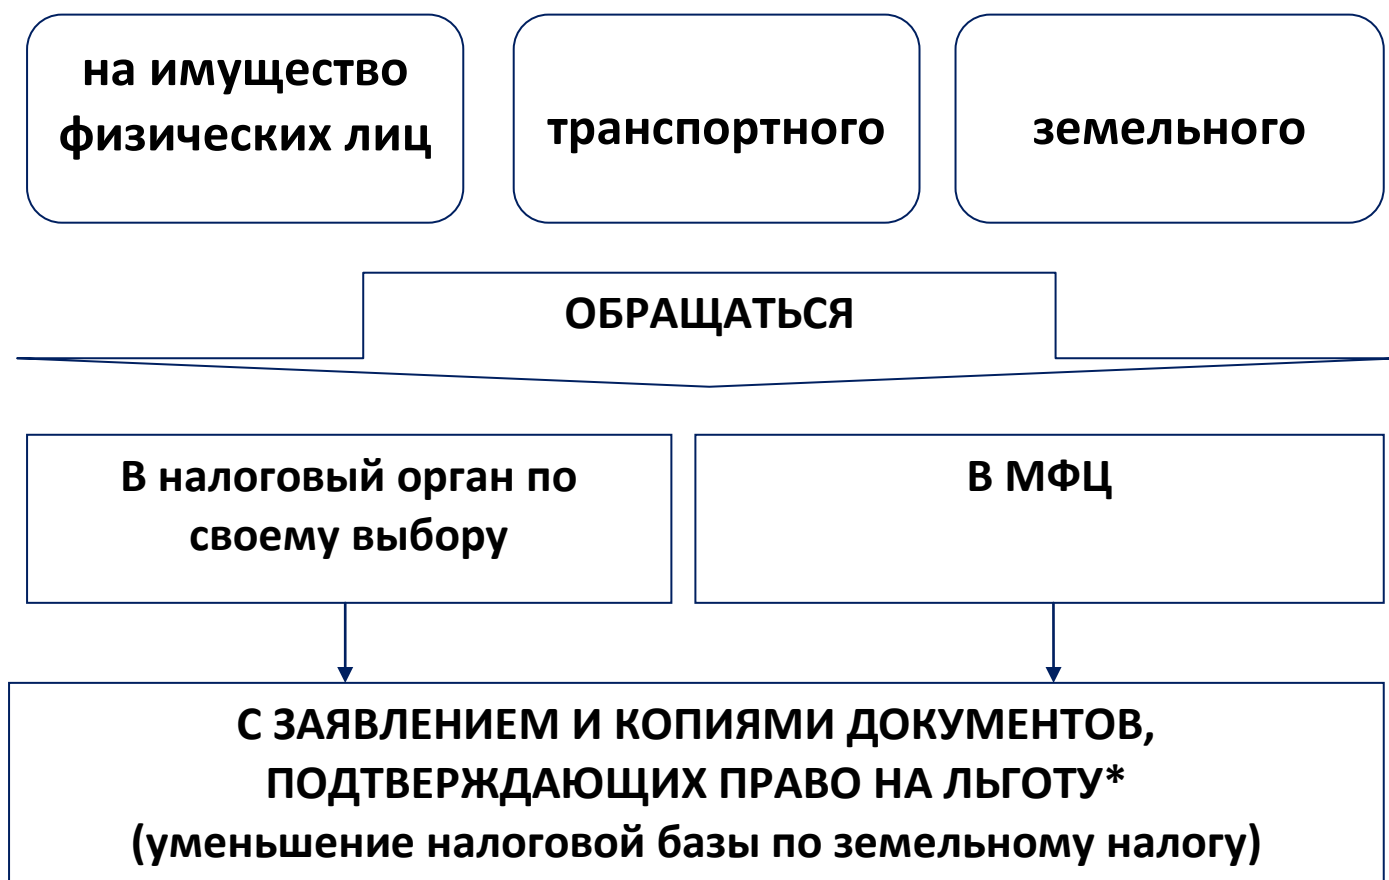 на имущество
физических лиц
транспортного
земельного
ОБРАЩАТЬСЯ
В налоговый орган по
своему выбору
В МФЦ
С ЗАЯВЛЕНИЕМ И КОПИЯМИ ДОКУМЕНТОВ,
ПОДТВЕРЖДАЮЩИХ ПРАВО НА ЛЬГОТУ*
(уменьшение налоговой базы по земельному налогу)